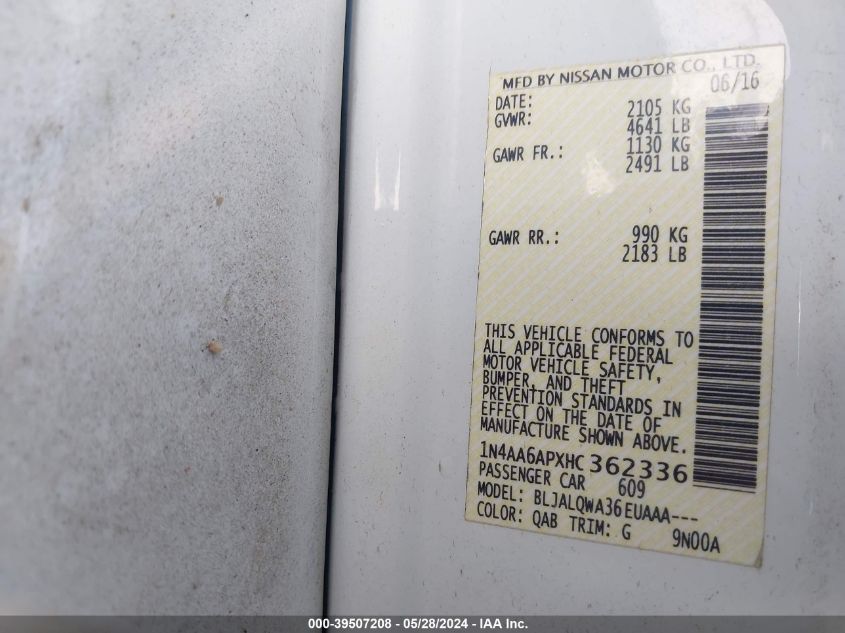 MFD BY NISSAN MOTOR CO., LTD.
DATE: 06/16
GVWR: 2105 KG
4641 LB
GAWR FR.: 1130 KG
2491 LB
GAWR RR.: 990 KG
2183 LB
THIS VEHICLE CONFORMS TO
ALL APPLICABLE FEDERAL
MOTOR VEHICLE SAFETY,
BUMPER, AND THEFT
PREVENTION STANDARDS IN
EFFECT ON THE DATE OF
MANUFACTURE SHOWN ABOVE.
1N4AA6APXHC362336
PASSENGER CAR 609
MODEL: BLJALQWA36EUAAA---
COLOR: QAB TRIM: G 9N00A
000-39507208 - 05/28/2024 - IAA Inc.